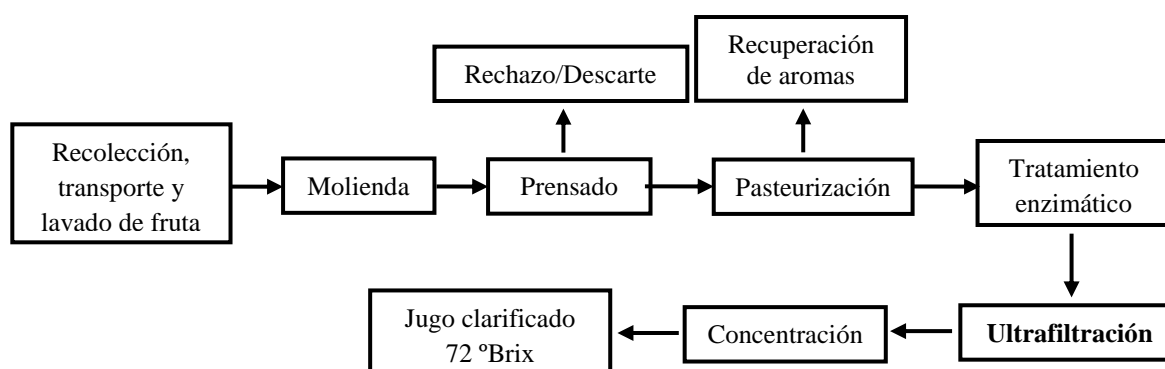 Recolección,
transporte y
lavado de fruta
Molienda
Prensado
Rechazo/Descarte
Pasteurización
Recuperación
de aromas
Tratamiento
enzimático
Ultrafiltración
Concentración
Jugo clarificado
72 ºBrix